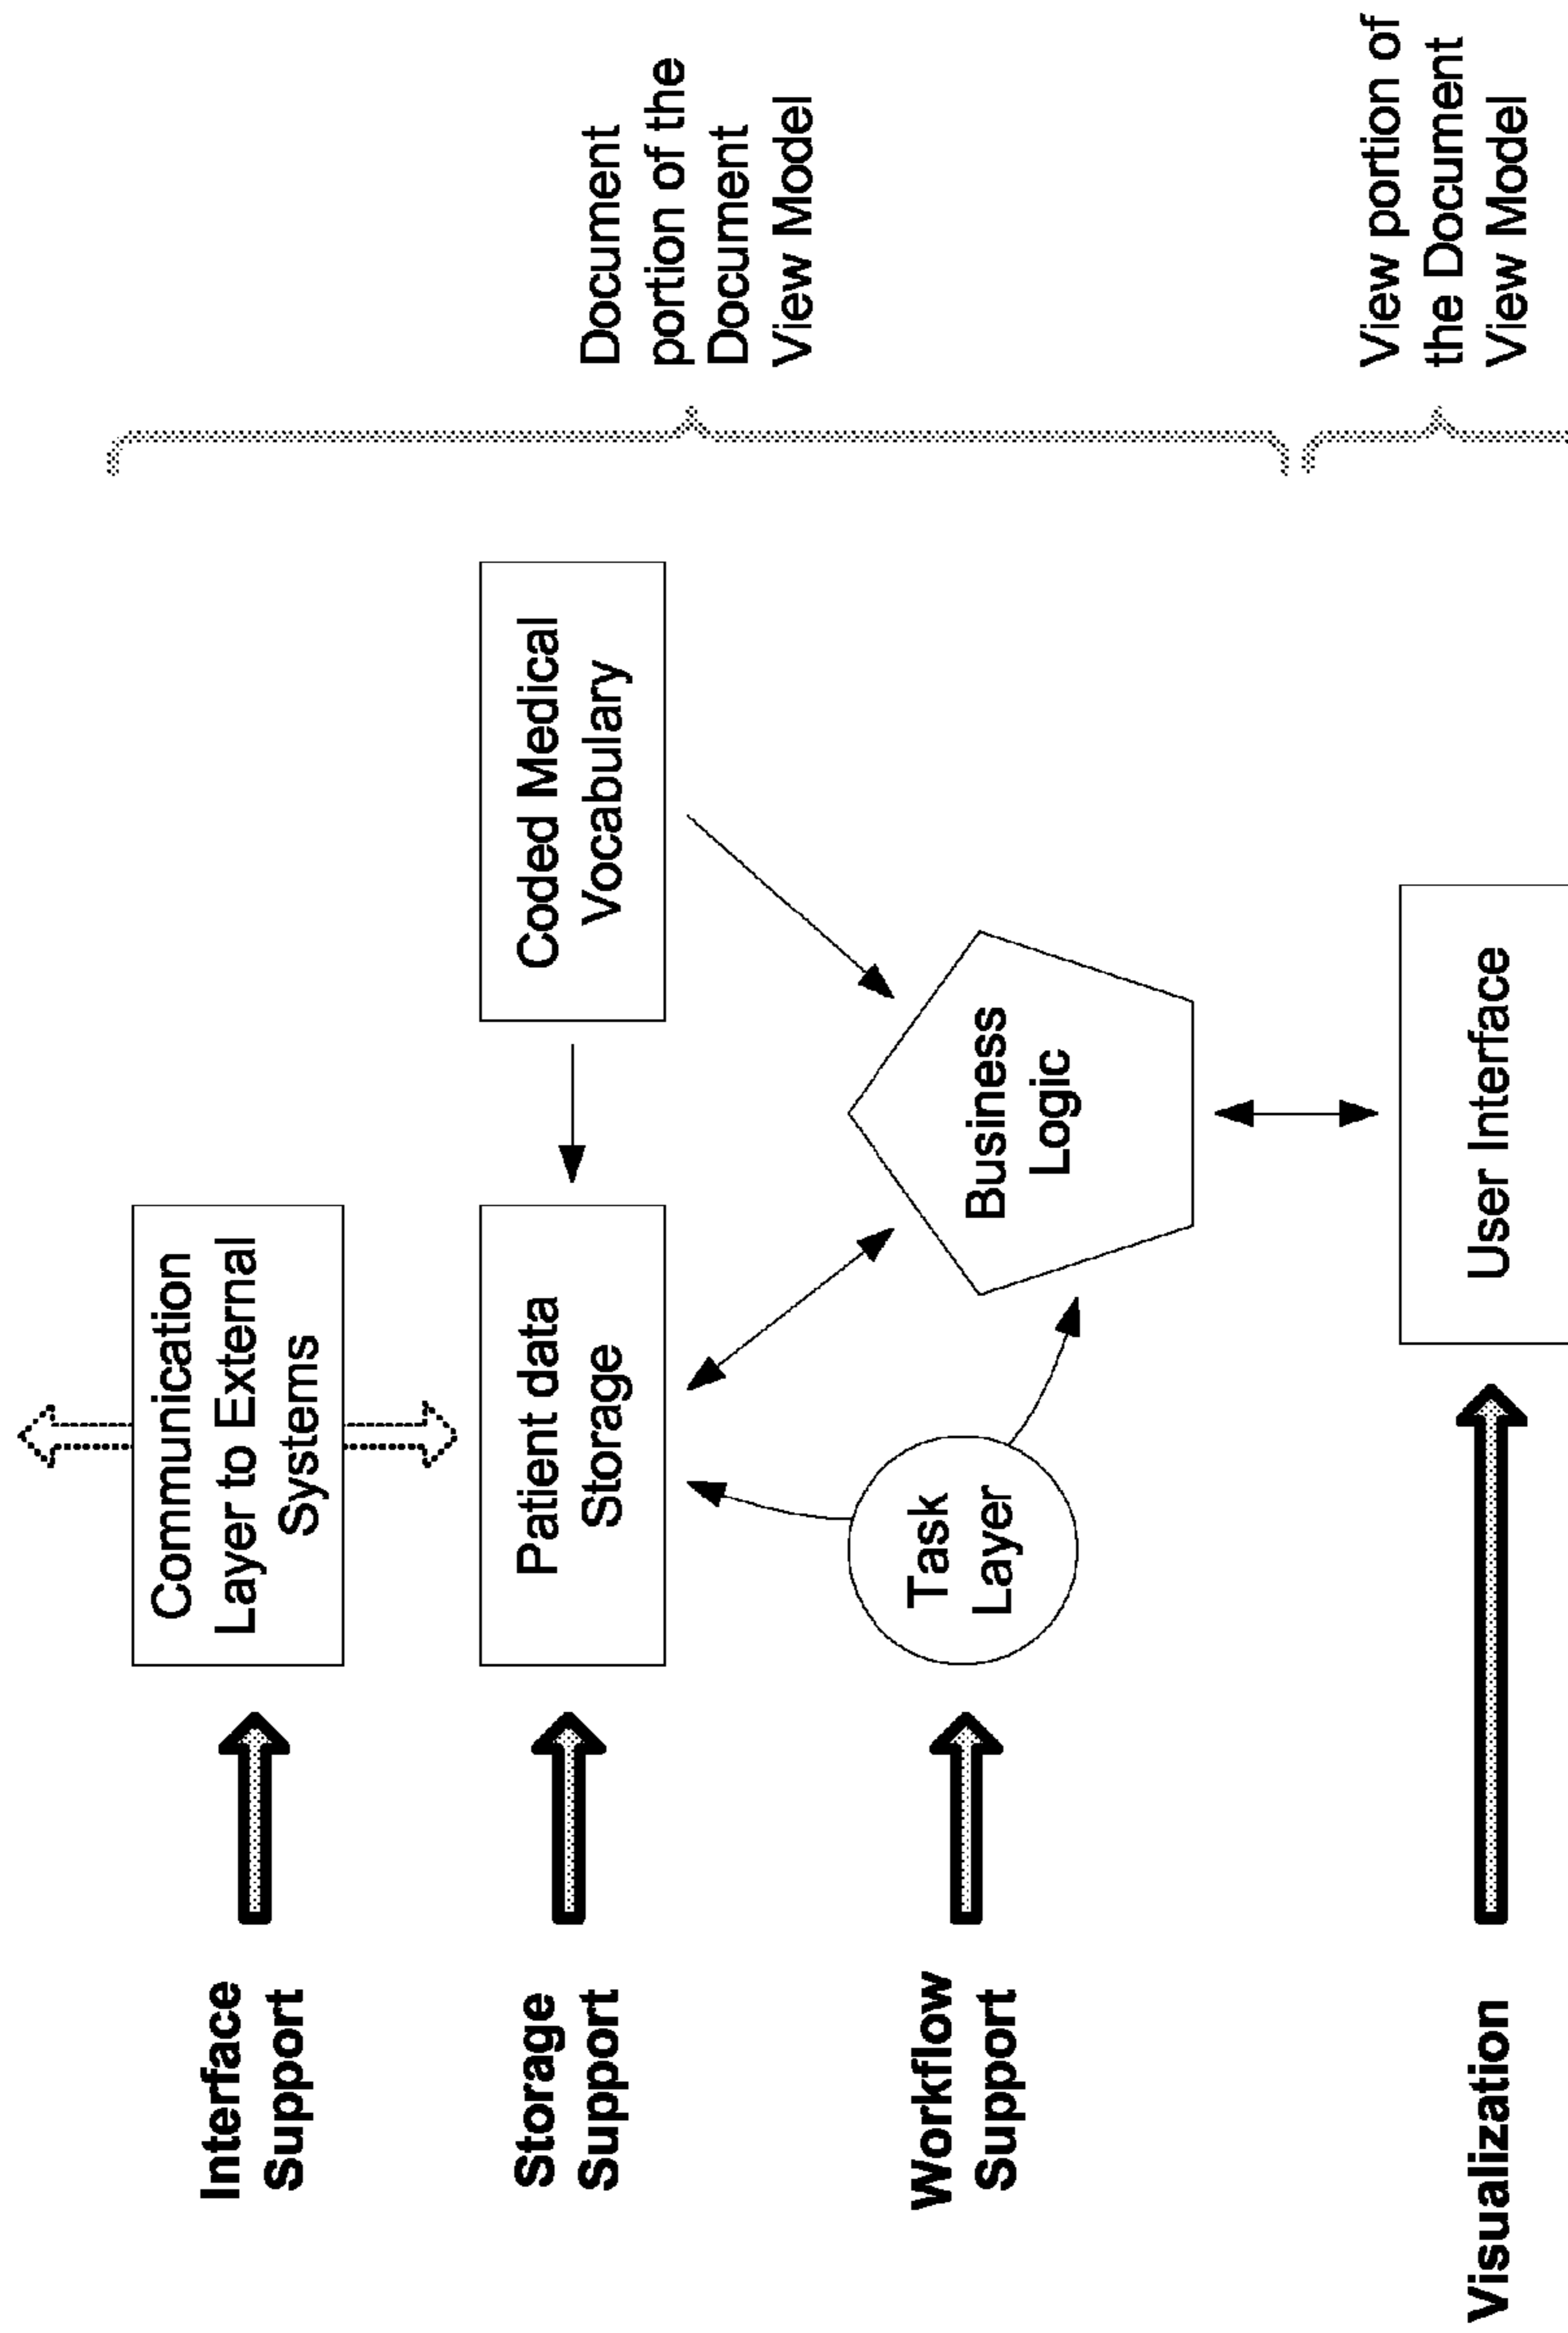 Interface
Support
Communication
Layer to External
Systems
Storage
Support
Patient data
Storage
Coded Medical
Vocabulary
Document
portion of the
Document
View Model
Workflow
Support
Task
Layer
Business
Logic
Visualization
User Interface
View portion of
the Document
View Model